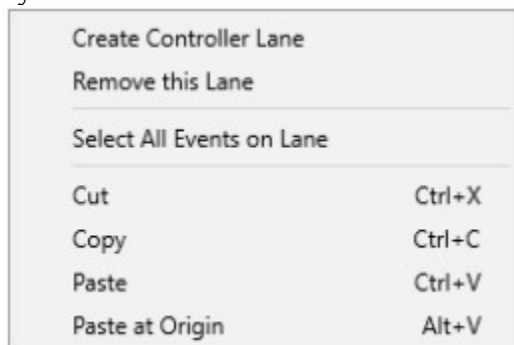 Create Controller Lane
Remove this Lane
Select All Events on Lane
Cut Ctrl+X
Copy Ctrl+C
Paste Ctrl+V
Paste at Origin Alt+V